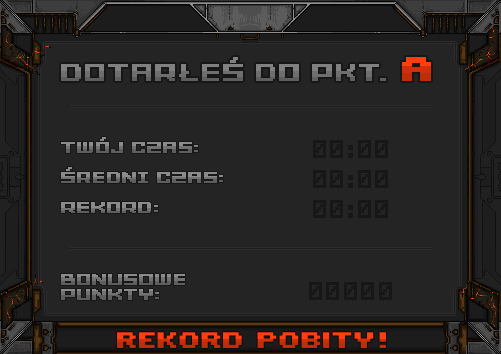 DOTARŁEŚ DO PKT. A
TWÓJ CZAS: 00:00
ŚREDNI CZAS: 00:00
REKORD: 00:00
BONUSOWE
PUNKTY: 00000
REKORD POBITY!